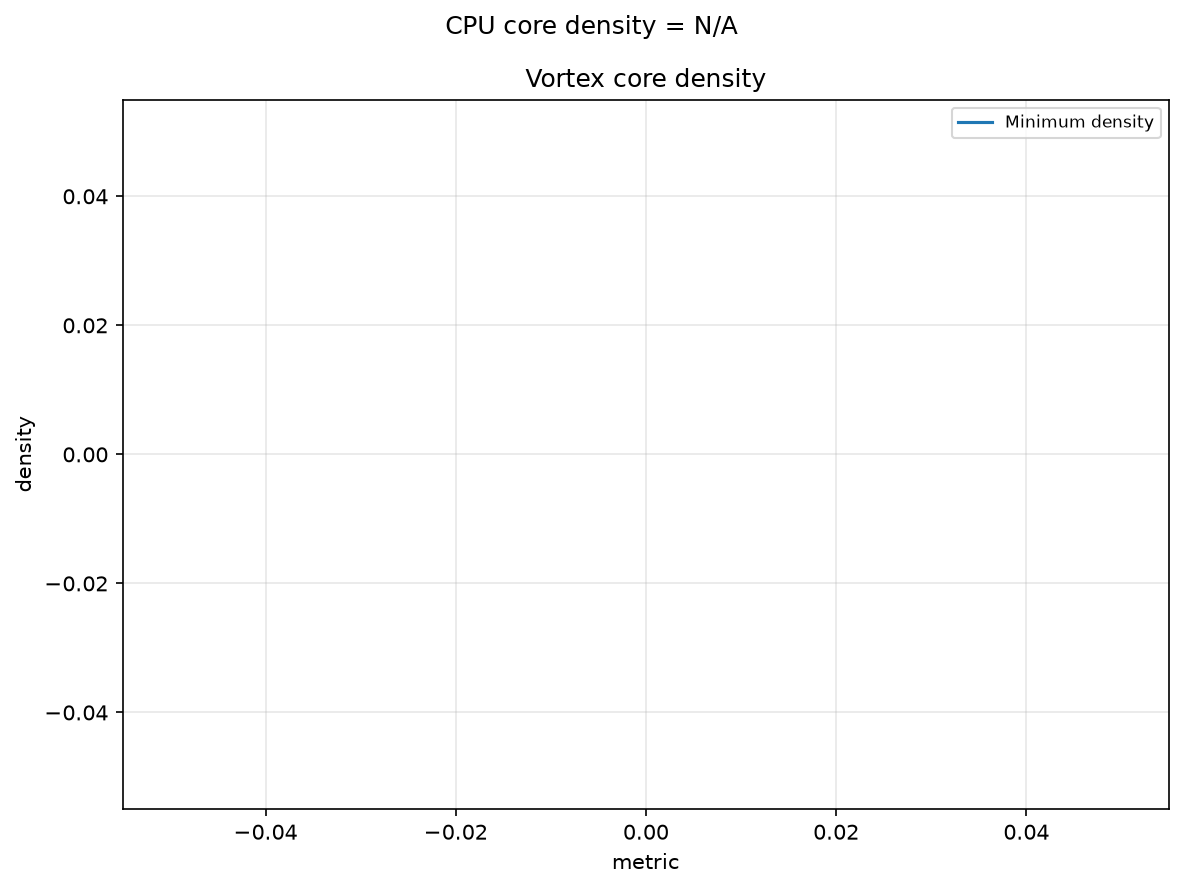 CPU core density = N/A
Vortex core density
Minimum density
0.04
0.02
0.00
−0.02
−0.04
density
−0.04 −0.02 0.00 0.02 0.04
metric